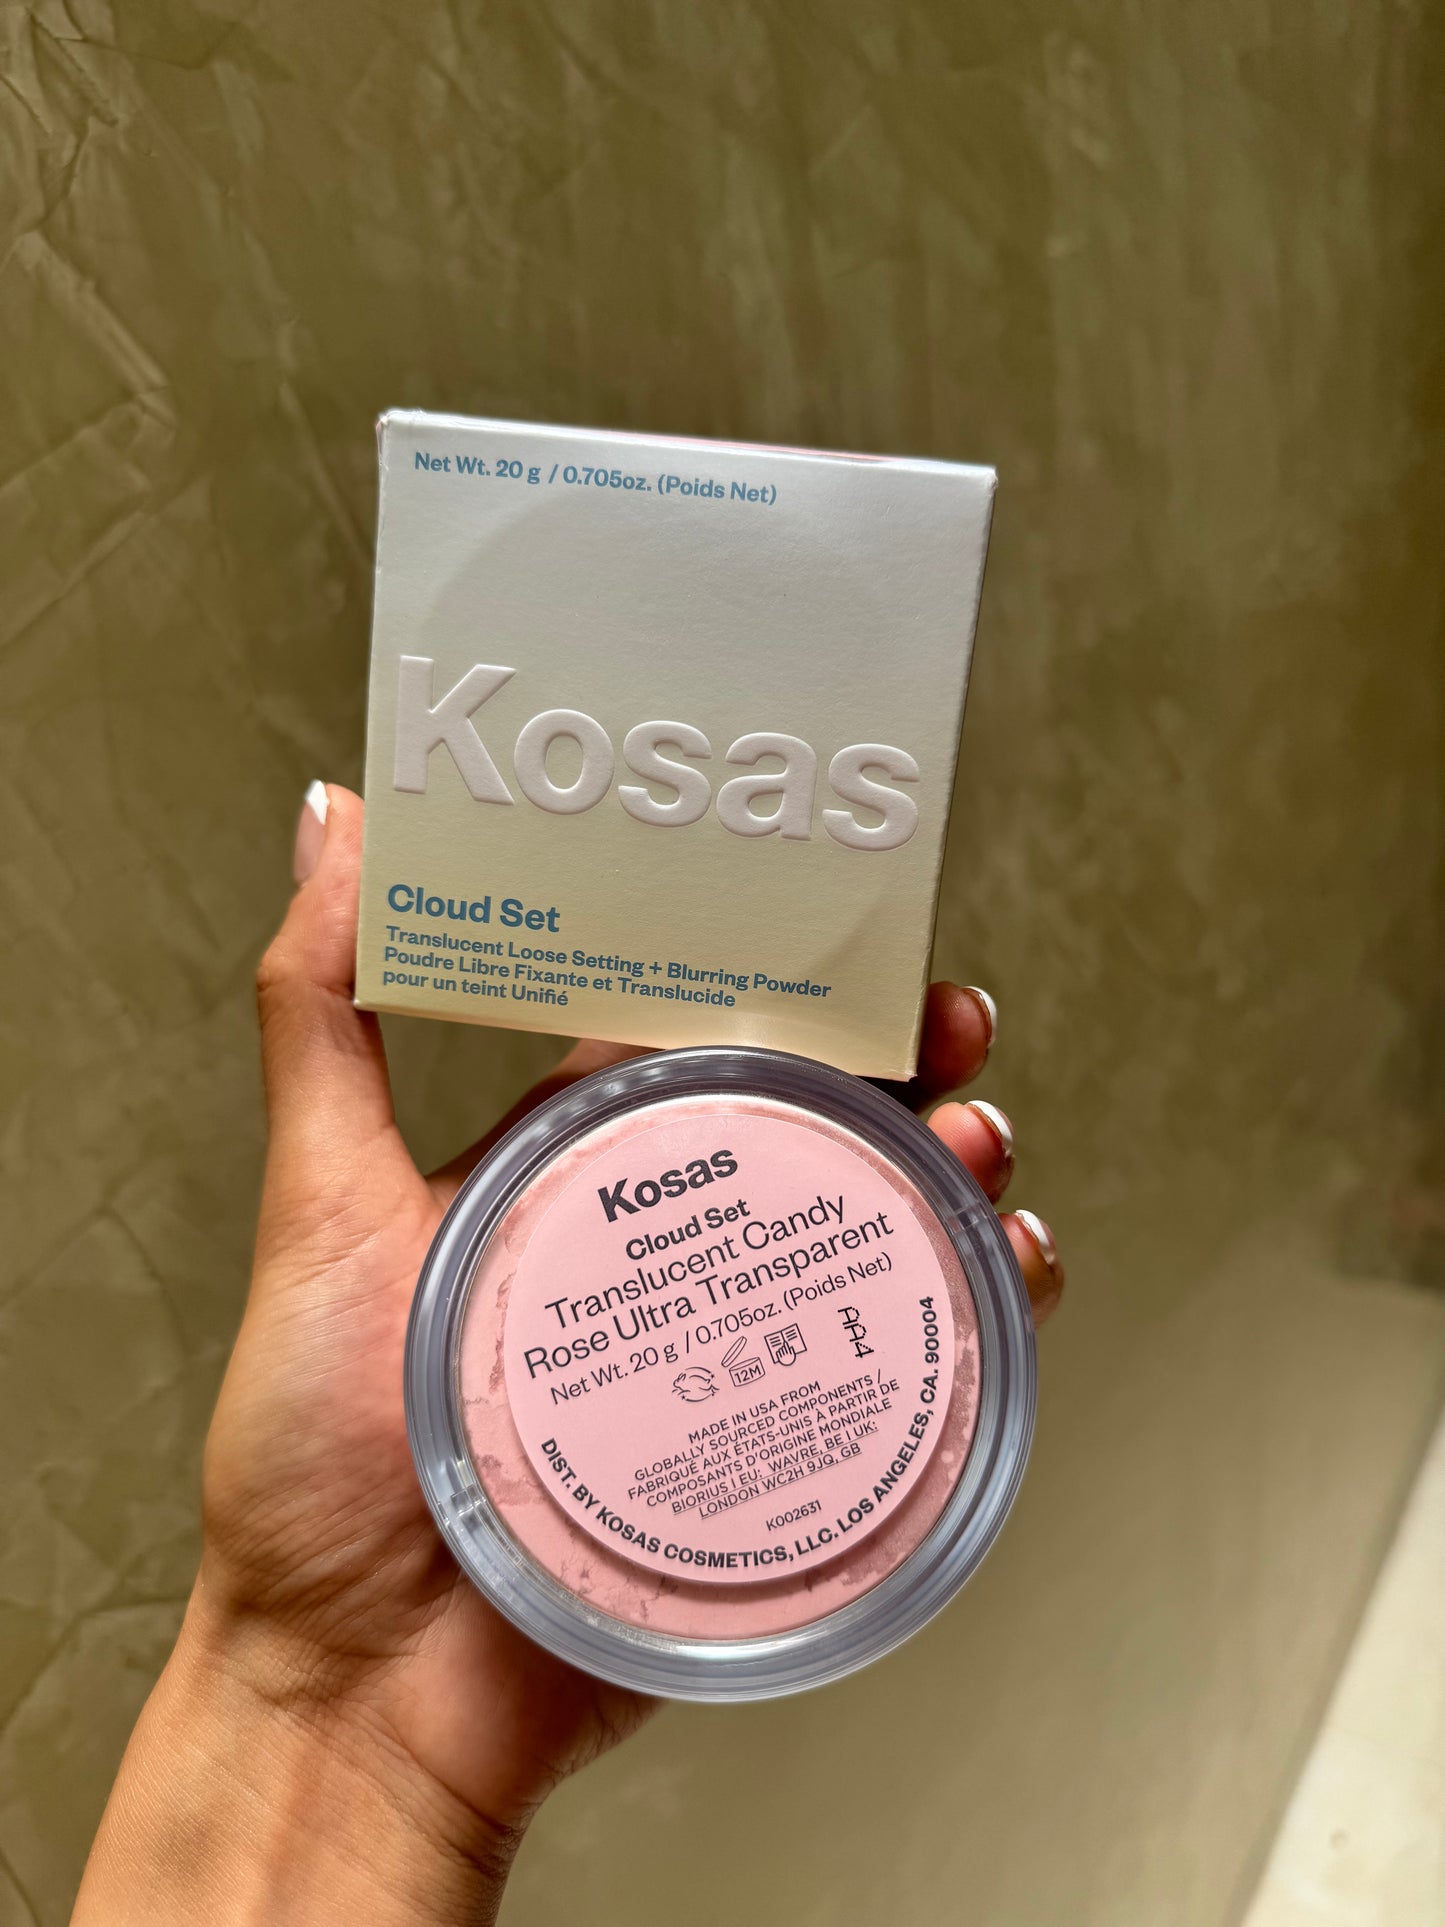 Net Wt. 20 g / 0.705oz. (Poids Net)
Kosas
Cloud Set
Translucent Loose Setting + Blurring Powder
Poudre Libre Fixante et Translucide
pour un teint Unifié
Kosas
Cloud Set
Translucent Candy
Rose Ultra Transparent
Net Wt. 20 g / 0.705oz. (Poids Net)
12M
MADE IN USA FROM
GLOBALLY SOURCED COMPONENTS /
FABRIQUÉ AUX ÉTATS-UNIS À PARTIR DE
COMPOSANTS D'ORIGINE MONDIALE
BIORIUS | EU: WAVRE, BE | UK:
LONDON WC2H 9JQ, GB
K002631
DIST. BY KOSAS COSMETICS, LLC. LOS ANGELES, CA. 90004